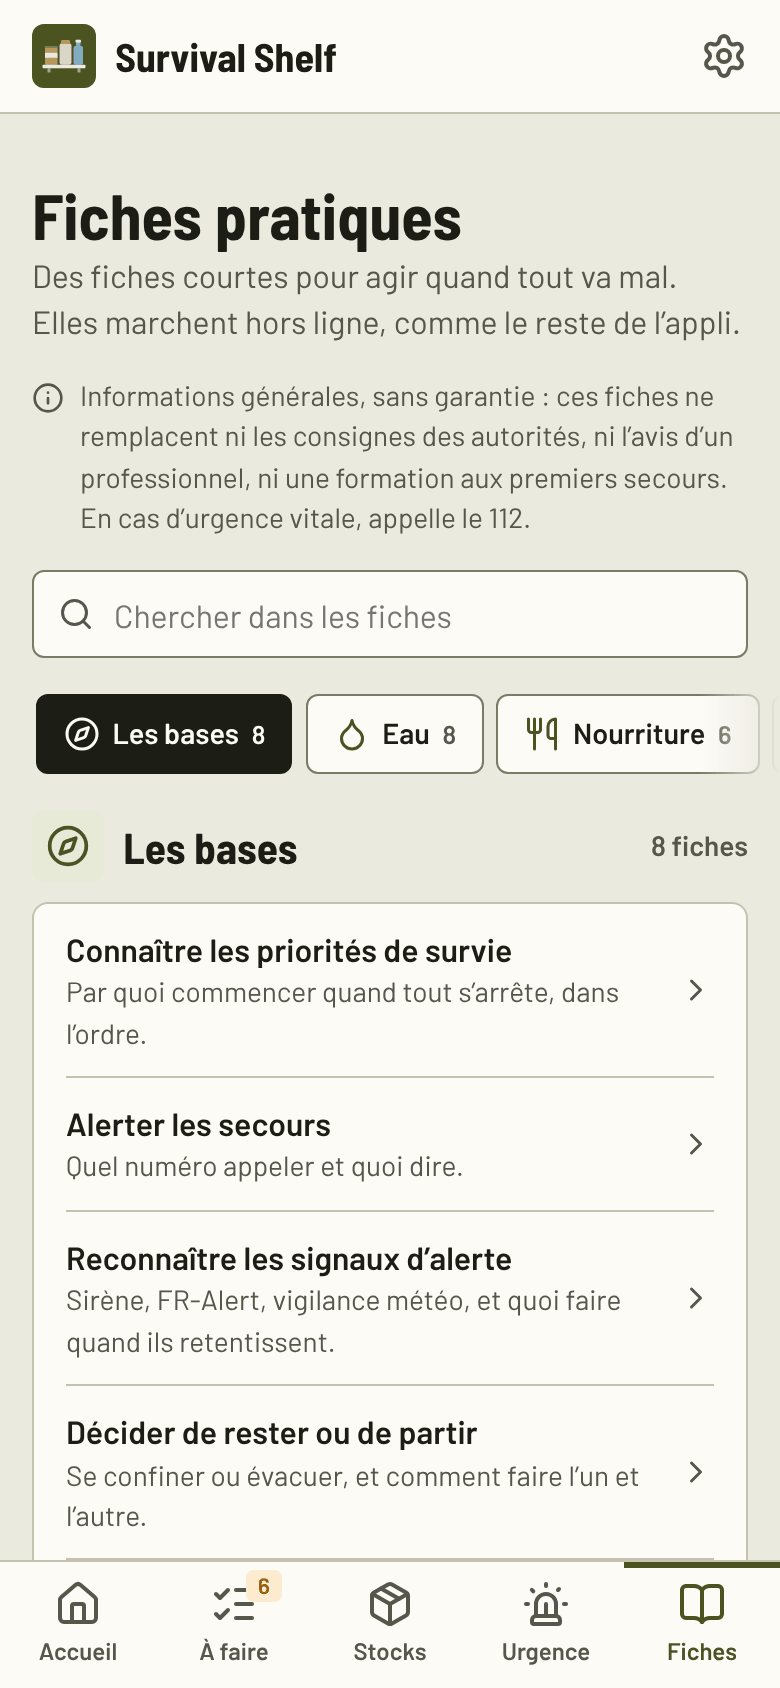 Survival Shelf
Fiches pratiques
Des fiches courtes pour agir quand tout va mal.
Elles marchent hors ligne, comme le reste de l’appli.
Informations générales, sans garantie : ces fiches ne
remplacent ni les consignes des autorités, ni l’avis d’un
professionnel, ni une formation aux premiers secours.
En cas d’urgence vitale, appelle le 112.
Chercher dans les fiches
Les bases 8
Eau 8
Nourriture 6
Les bases
8 fiches
Connaître les priorités de survie
Par quoi commencer quand tout s’arrête, dans
l’ordre.
Alerter les secours
Quel numéro appeler et quoi dire.
Reconnaître les signaux d’alerte
Sirène, FR-Alert, vigilance météo, et quoi faire
quand ils retentissent.
Décider de rester ou de partir
Se confiner ou évacuer, et comment faire l’un et
l’autre.
6
Accueil
À faire
Stocks
Urgence
Fiches